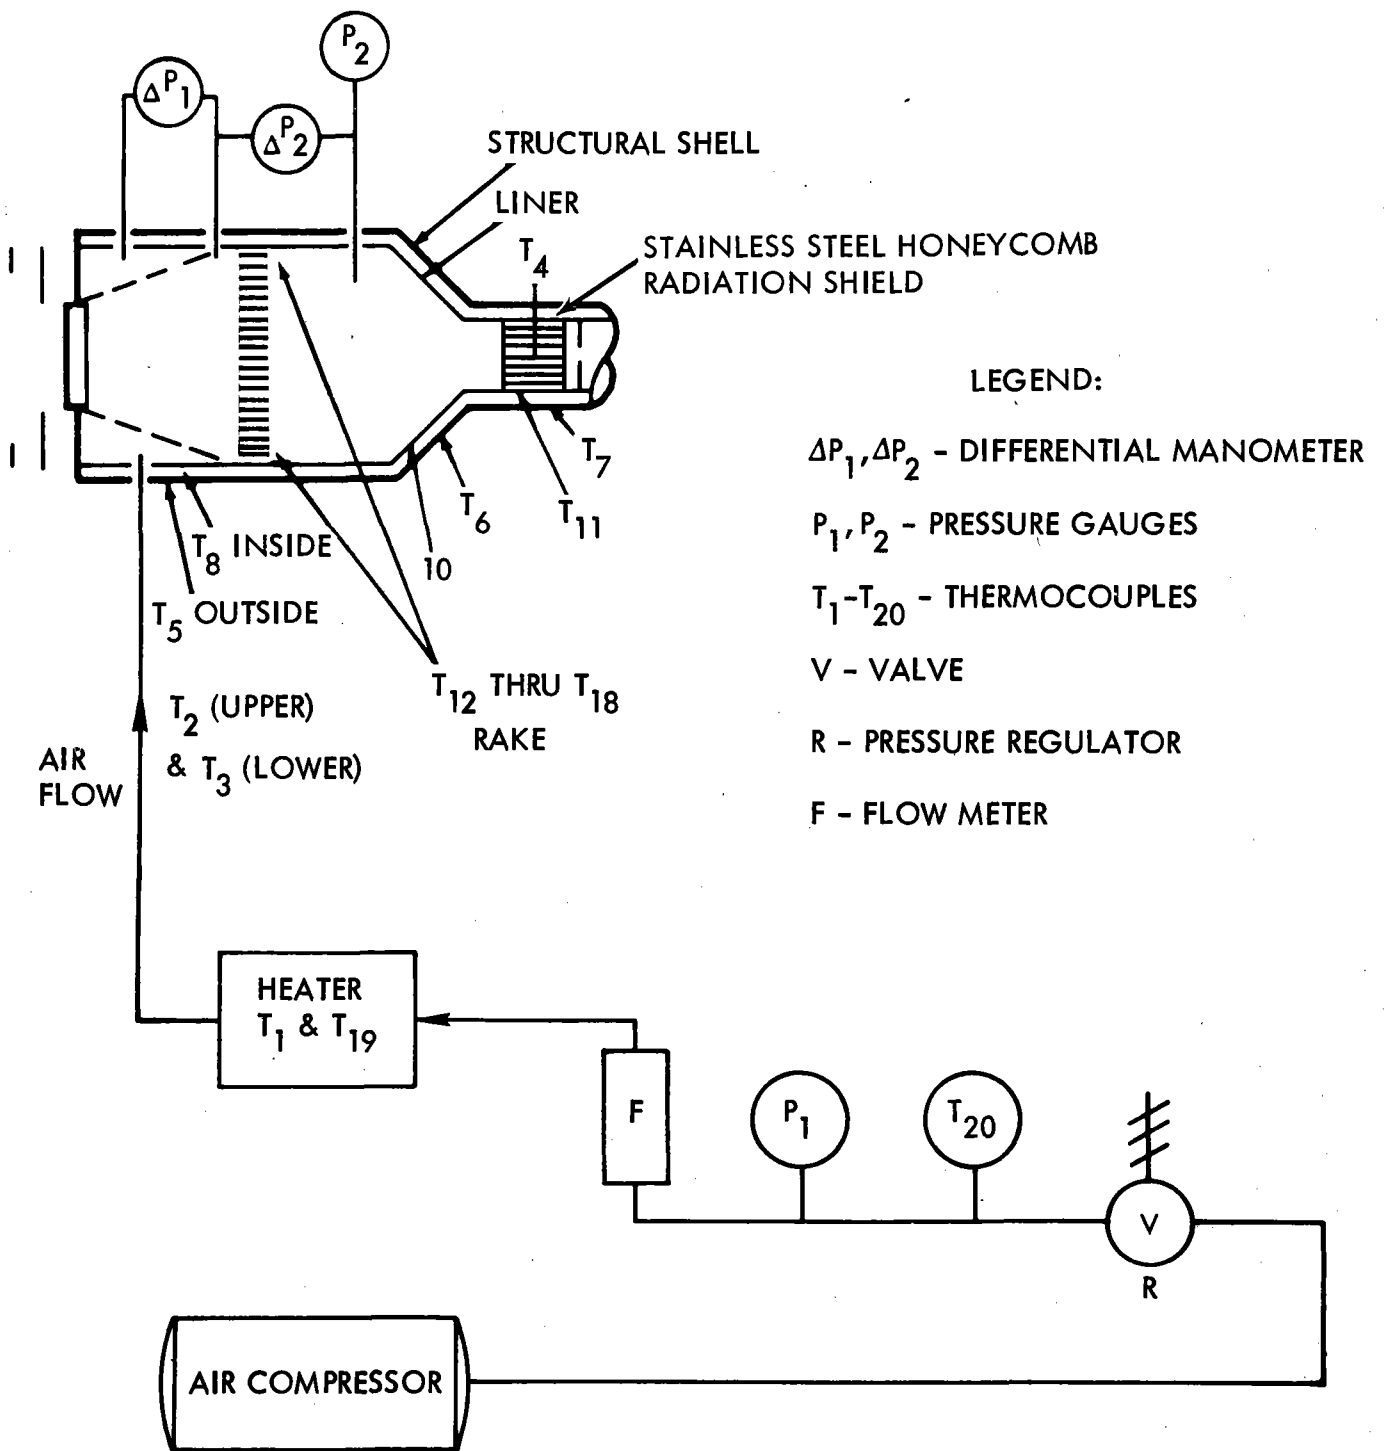 P2
ΔP1
ΔP2
STRUCTURAL SHELL
LINER
T4
STAINLESS STEEL HONEYCOMB
RADIATION SHIELD
T7
T6
T11
10
T8 INSIDE
T5 OUTSIDE
T12 THRU T18
RAKE
T2 (UPPER)
& T3 (LOWER)
AIR
FLOW
LEGEND:
ΔP1, ΔP2 - DIFFERENTIAL MANOMETER
P1, P2 - PRESSURE GAUGES
T1-T20 - THERMOCOUPLES
V - VALVE
R - PRESSURE REGULATOR
F - FLOW METER
HEATER
T1 & T19
F
P1
T20
V
R
AIR COMPRESSOR